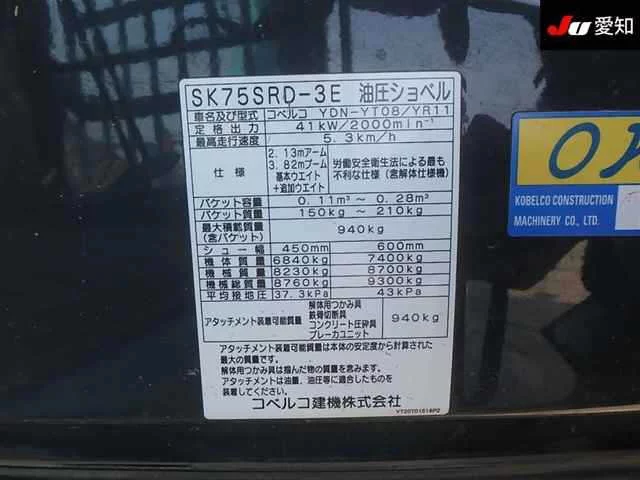 JU 愛知
SK75SRD-3E 油圧ショベル
車名及び型式 コベルコ YDN-YT08/YR11
定格出力 41kW/2000min⁻¹
最高走行速度 5.3km/h
仕様 2.13mアーム 3.82mブーム 基本ウエイト +追加ウエイト 労働安全衛生法による最も不利な仕様(含解体仕様機)
バケット容量 0.11m³ ～ 0.28m³
バケット質量 150kg ～ 210kg
最大積載質量 (含バケット) 940kg
シュー幅 450mm 600mm
機体質量 6840kg 7400kg
機械質量 8230kg 8700kg
機械総質量 8760kg 9300kg
平均接地圧 37.3kPa 43kPa
アタッチメント装着可能質量 解体用つかみ具 鉄骨切断具 コンクリート圧砕具 ブレーカユニット 940kg
アタッチメント装着可能質量は本体の安定度から計算された
最大の質量です。
解体用つかみ具質量は掴んだ物の質量を含みます。
アタッチメントは油量、油圧等に適合したものを
装着してください。
コベルコ建機株式会社
YT20T01516P2
KOBELCO CONSTRUCTION
MACHINERY CO., LTD.